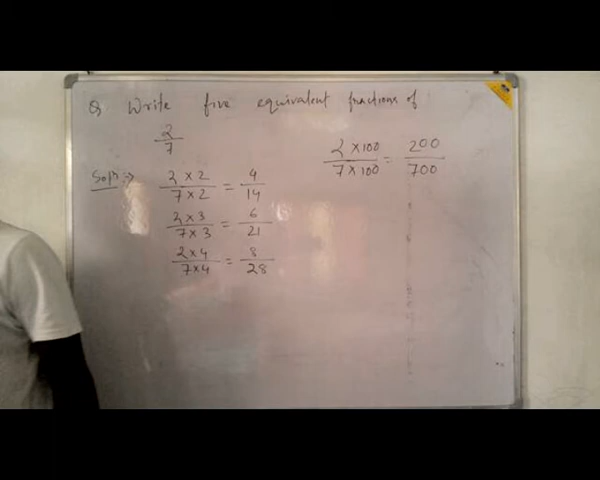 Q Write five equivalent fractions of
2/7
Soln :→ 2 × 2 / 7 × 2 = 4/14
2 × 3 / 7 × 3 = 6/21
2 × 4 / 7 × 4 = 8/28
2 × 100 / 7 × 100 = 200/700